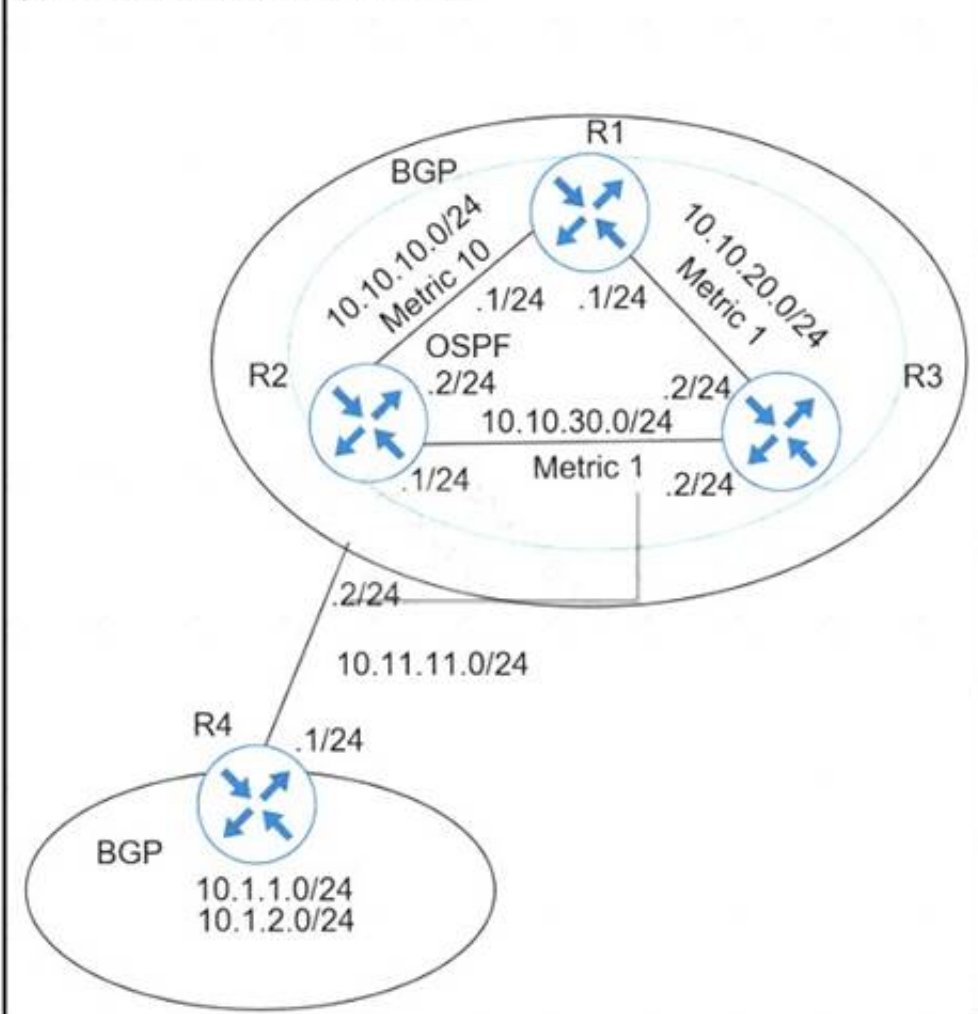 R1
BGP
10.10.10.0/24
Metric 10
10.10.20.0/24
Metric 1
.1/24
.1/24
OSPF
R2
.2/24
.2/24
R3
10.10.30.0/24
Metric 1
.1/24
.2/24
.2/24
10.11.11.0/24
R4
.1/24
BGP
10.1.1.0/24
10.1.2.0/24